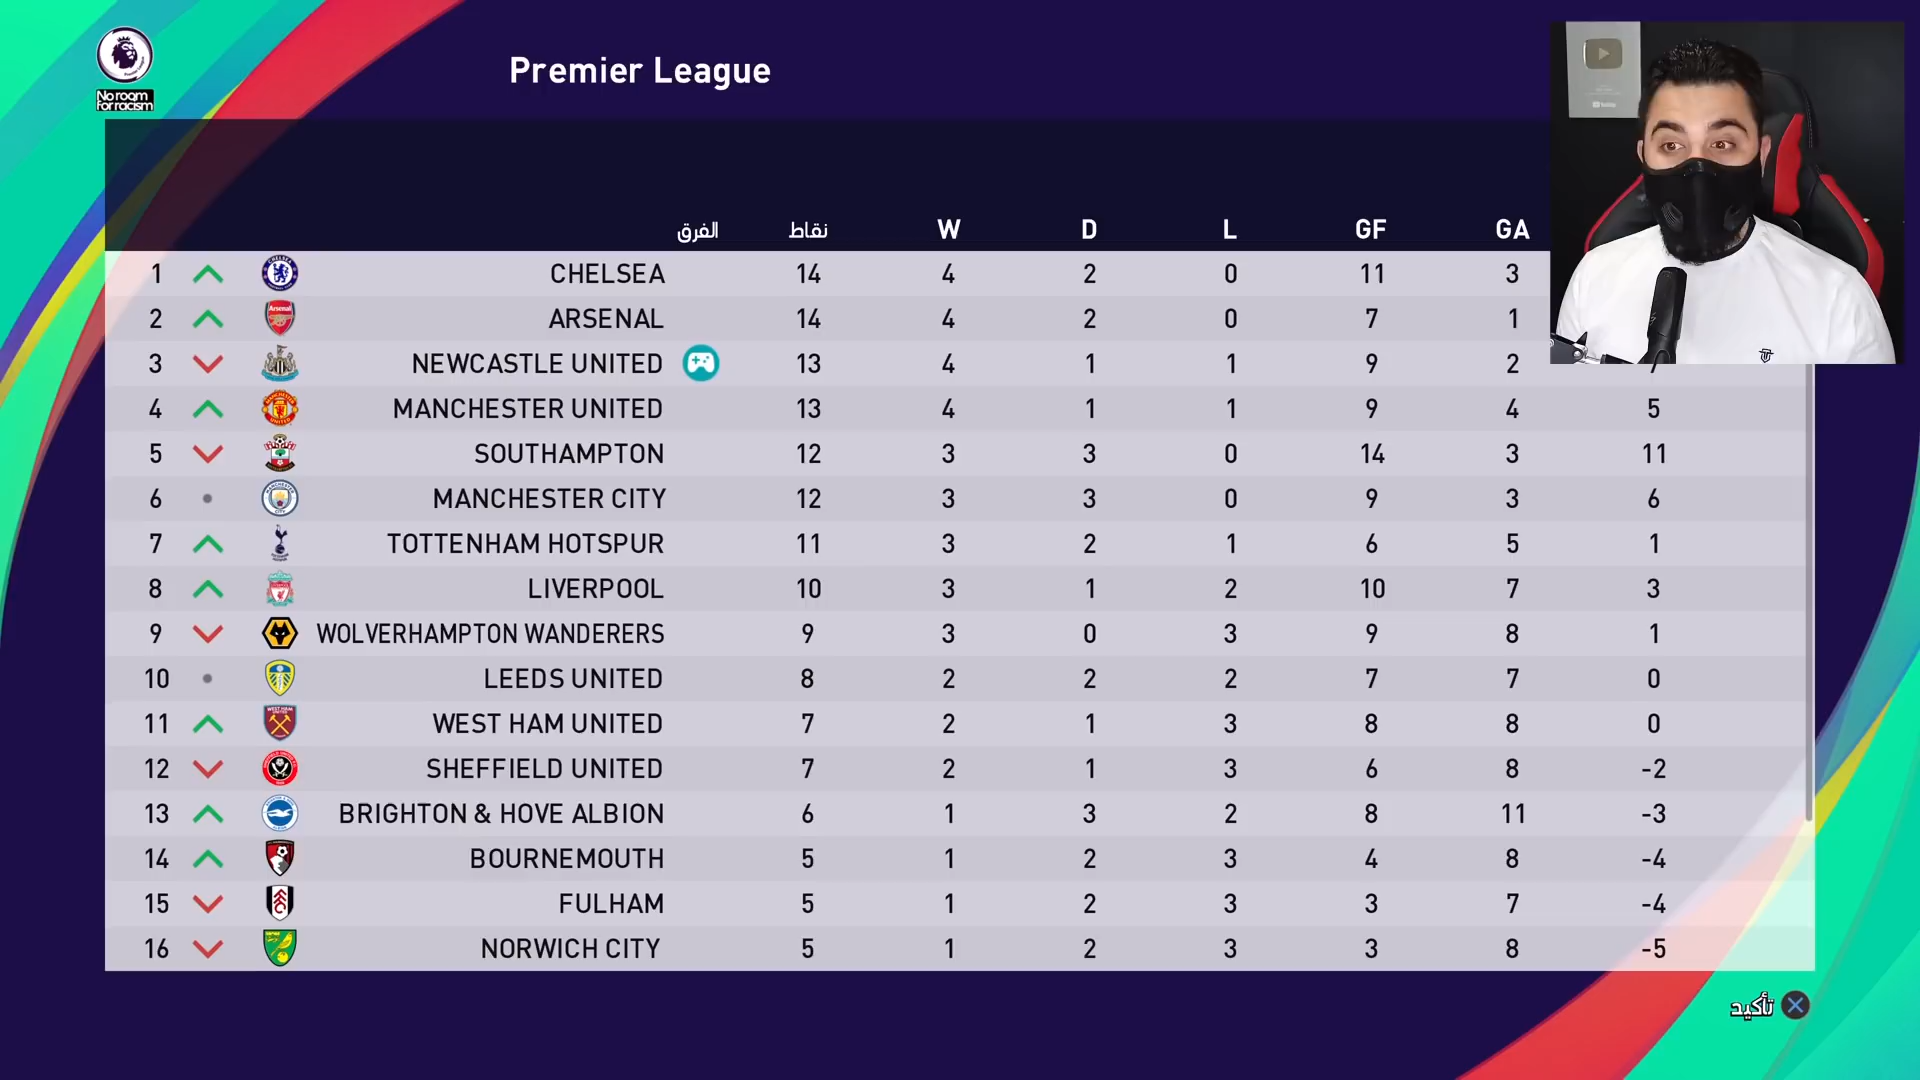 Premier League
No room
For racism
الفرق نقاط W D L GF GA
1 CHELSEA 14 4 2 0 11 3
2 ARSENAL 14 4 2 0 7 1
3 NEWCASTLE UNITED 13 4 1 1 9 2 7
4 MANCHESTER UNITED 13 4 1 1 9 4 5
5 SOUTHAMPTON 12 3 3 0 14 3 11
6 MANCHESTER CITY 12 3 3 0 9 3 6
7 TOTTENHAM HOTSPUR 11 3 2 1 6 5 1
8 LIVERPOOL 10 3 1 2 10 7 3
9 WOLVERHAMPTON WANDERERS 9 3 0 3 9 8 1
10 LEEDS UNITED 8 2 2 2 7 7 0
11 WEST HAM UNITED 7 2 1 3 8 8 0
12 SHEFFIELD UNITED 7 2 1 3 6 8 -2
13 BRIGHTON & HOVE ALBION 6 1 3 2 8 11 -3
14 BOURNEMOUTH 5 1 2 3 4 8 -4
15 FULHAM 5 1 2 3 3 7 -4
16 NORWICH CITY 5 1 2 3 3 8 -5
تأكيد